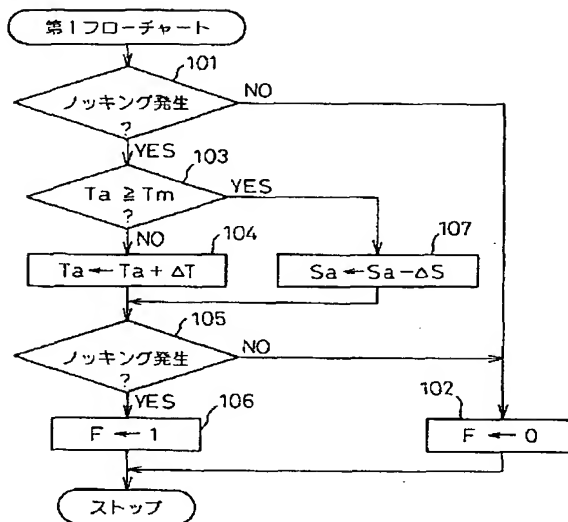 第1フローチャート
101
ノッキング発生
?
NO
YES
103
Ta ≧ Tm
?
YES
NO
104
Ta ← Ta + ΔT
107
Sa ← Sa - ΔS
105
ノッキング発生
?
NO
YES
106
F ← 1
102
F ← 0
ストップ